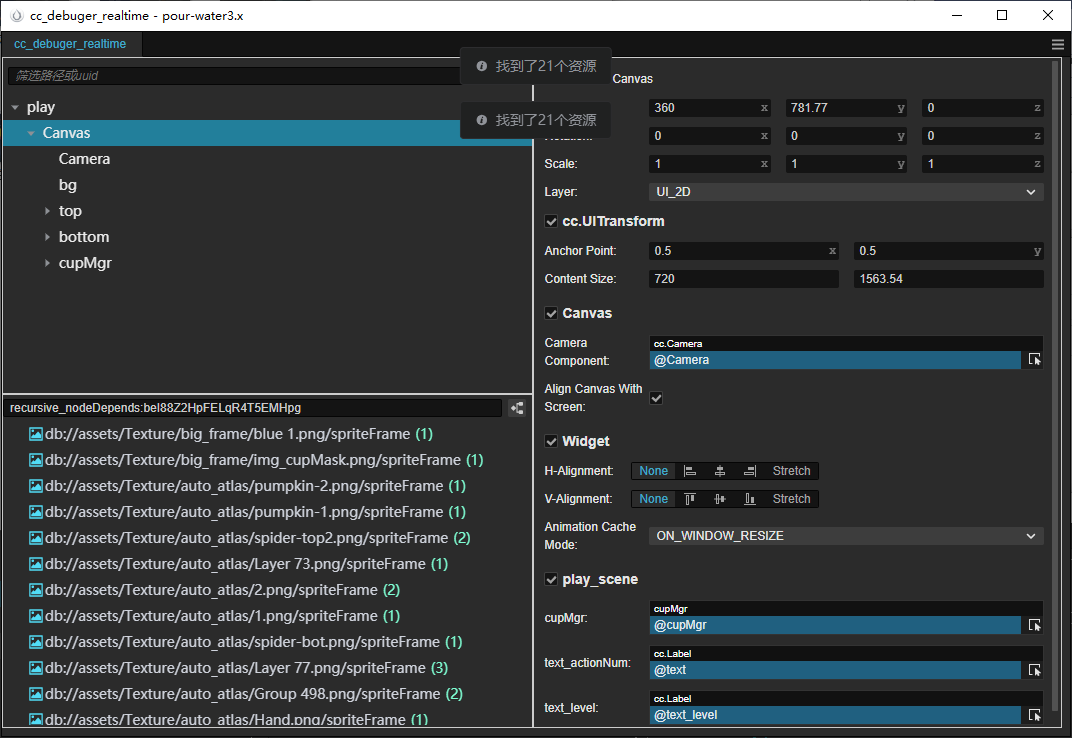 cc_debuger_realtime - pour-water3.x
cc_debuger_realtime
筛选路径或uuid
找到了21个资源
找到了21个资源
play
Canvas
Camera
bg
top
bottom
cupMgr
recursive_nodeDepends:bel88Z2HpFELqR4T5EMHpg
db://assets/Texture/big_frame/blue 1.png/spriteFrame (1)
db://assets/Texture/big_frame/img_cupMask.png/spriteFrame (1)
db://assets/Texture/auto_atlas/pumpkin-2.png/spriteFrame (1)
db://assets/Texture/auto_atlas/pumpkin-1.png/spriteFrame (1)
db://assets/Texture/auto_atlas/spider-top2.png/spriteFrame (2)
db://assets/Texture/auto_atlas/Layer 73.png/spriteFrame (1)
db://assets/Texture/auto_atlas/2.png/spriteFrame (2)
db://assets/Texture/auto_atlas/1.png/spriteFrame (1)
db://assets/Texture/auto_atlas/spider-bot.png/spriteFrame (1)
db://assets/Texture/auto_atlas/Layer 77.png/spriteFrame (3)
db://assets/Texture/auto_atlas/Group 498.png/spriteFrame (2)
db://assets/Texture/auto_atlas/Hand.png/spriteFrame (1)
Canvas
360 x 781.77 y 0 z
0 x 0 y 0 z
Scale: 1 x 1 y 1 z
Layer: UI_2D
cc.UITransform
Anchor Point: 0.5 x 0.5 y
Content Size: 720 1563.54
Canvas
Camera
Component:
cc.Camera
@Camera
Align Canvas With
Screen:
Widget
H-Alignment: None Stretch
V-Alignment: None Stretch
Animation Cache
Mode:
ON_WINDOW_RESIZE
play_scene
cupMgr:
cupMgr
@cupMgr
text_actionNum:
cc.Label
@text
text_level:
cc.Label
@text_level